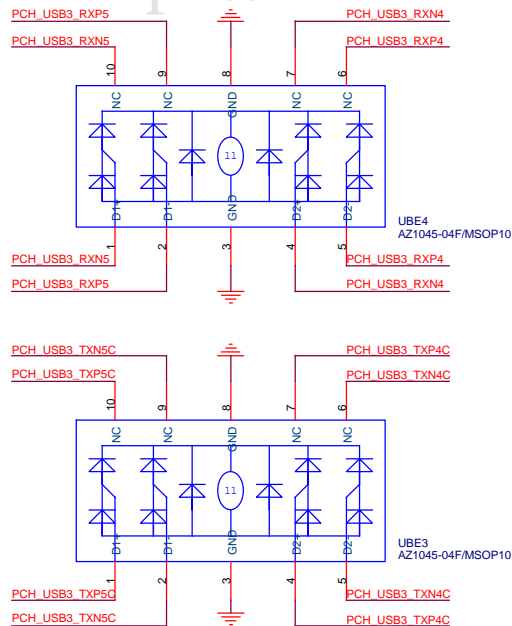 PCH_USB3_RXP5 PCH_USB3_RXN4
PCH_USB3_RXN5 PCH_USB3_RXP4
10 9 8 7 6
NC NC GND NC NC
11
D1+ D1- GND D2+ D2-
UBE4
AZ1045-04F/MSOP10
1 2 3 4 5
PCH_USB3_RXN5 PCH_USB3_RXP4
PCH_USB3_RXP5 PCH_USB3_RXN4
PCH_USB3_TXN5C PCH_USB3_TXP4C
PCH_USB3_TXP5C PCH_USB3_TXN4C
10 9 8 7 6
NC NC GND NC NC
11
D1+ D1- GND D2+ D2-
UBE3
AZ1045-04F/MSOP10
1 2 3 4 5
PCH_USB3_TXP5C PCH_USB3_TXN4C
PCH_USB3_TXN5C PCH_USB3_TXP4C